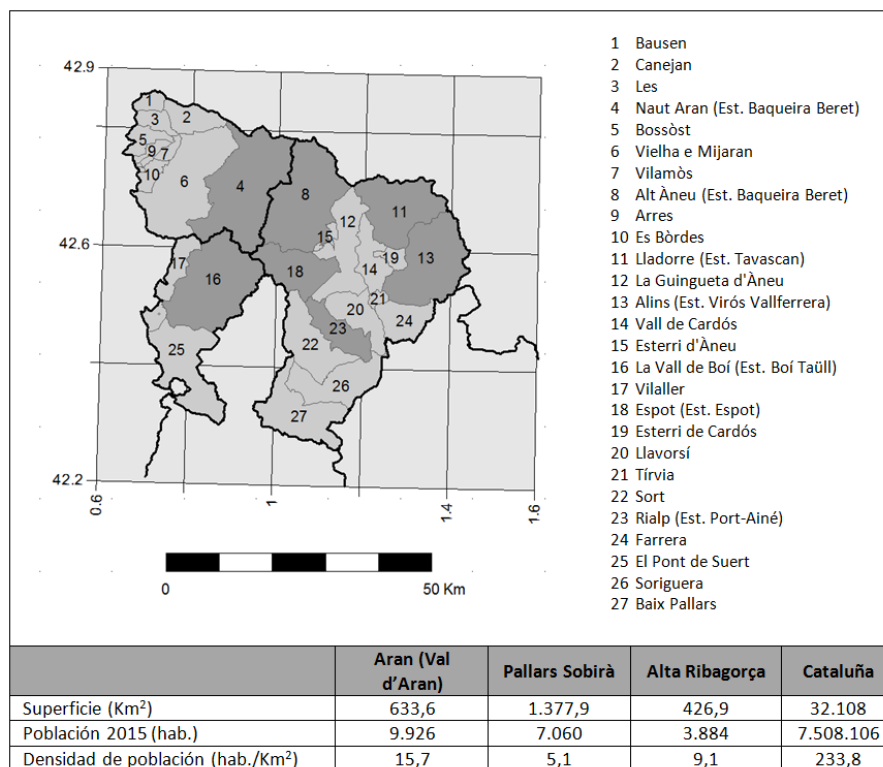 42.9
42.6
42.2
0.6
1
1.4
1.6
1
2
3
5
9
7
10
6
4
8
12
11
15
19
13
14
18
17
16
21
20
24
23
22
25
26
27
0
50 Km
1 Bausen
2 Canejan
3 Les
4 Naut Aran (Est. Baqueira Beret)
5 Bossòst
6 Vielha e Mijaran
7 Vilamòs
8 Alt Àneu (Est. Baqueira Beret)
9 Arres
10 Es Bòrdes
11 Lladorre (Est. Tavascan)
12 La Guingueta d'Àneu
13 Alins (Est. Virós Vallferrera)
14 Vall de Cardós
15 Esterri d'Àneu
16 La Vall de Boí (Est. Boí Taüll)
17 Vilaller
18 Espot (Est. Espot)
19 Esterri de Cardós
20 Llavorsí
21 Tírvia
22 Sort
23 Rialp (Est. Port-Ainé)
24 Farrera
25 El Pont de Suert
26 Soriguera
27 Baix Pallars
Aran (Val d'Aran) Pallars Sobirà Alta Ribagorça Cataluña
Superficie (Km²) 633,6 1.377,9 426,9 32.108
Población 2015 (hab.) 9.926 7.060 3.884 7.508.106
Densidad de población (hab./Km²) 15,7 5,1 9,1 233,8